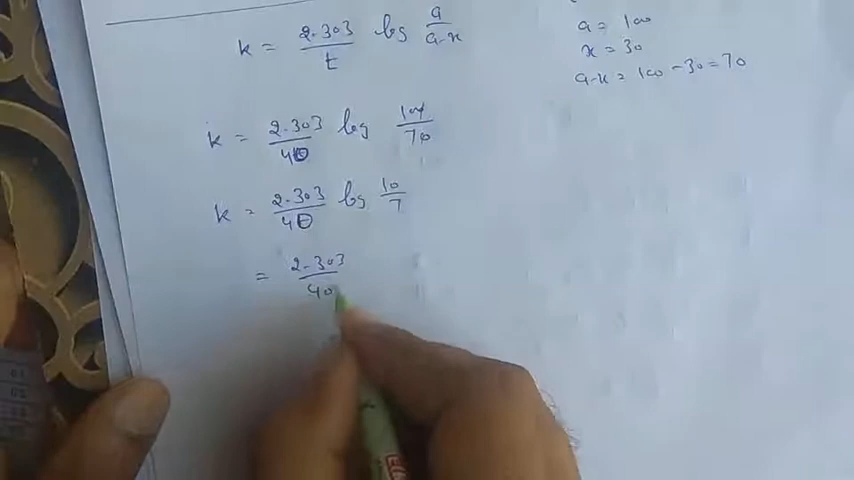 k = 2.303/t log a/a-x
a = 100
x = 30
a-x = 100 - 30 = 70
k = 2.303/40 log 100/70
k = 2.303/40 log 10/7
= 2.303/40